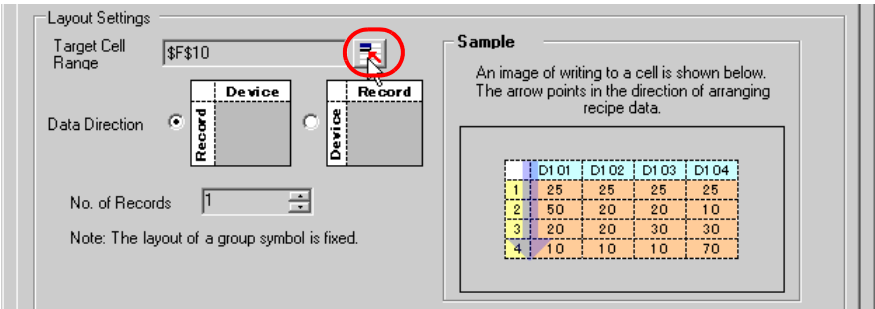 Layout Settings
Target Cell
Range
$F$10
Device
Record
Record
Device
Data Direction
No. of Records
1
Note: The layout of a group symbol is fixed.
Sample
An image of writing to a cell is shown below.
The arrow points in the direction of arranging
recipe data.
D101 D102 D103 D104
1 25 25 25 25
2 50 20 20 10
3 20 20 30 30
4 10 10 10 70